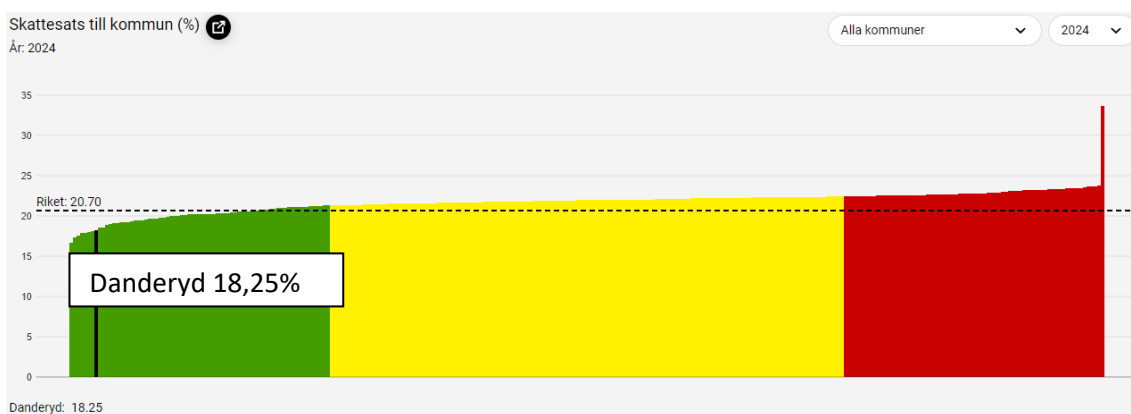 Skattesats till kommun (%)
År: 2024
Alla kommuner
2024
35
30
25
Riket: 20.70
20
15
Danderyd 18,25%
10
5
0
Danderyd: 18.25